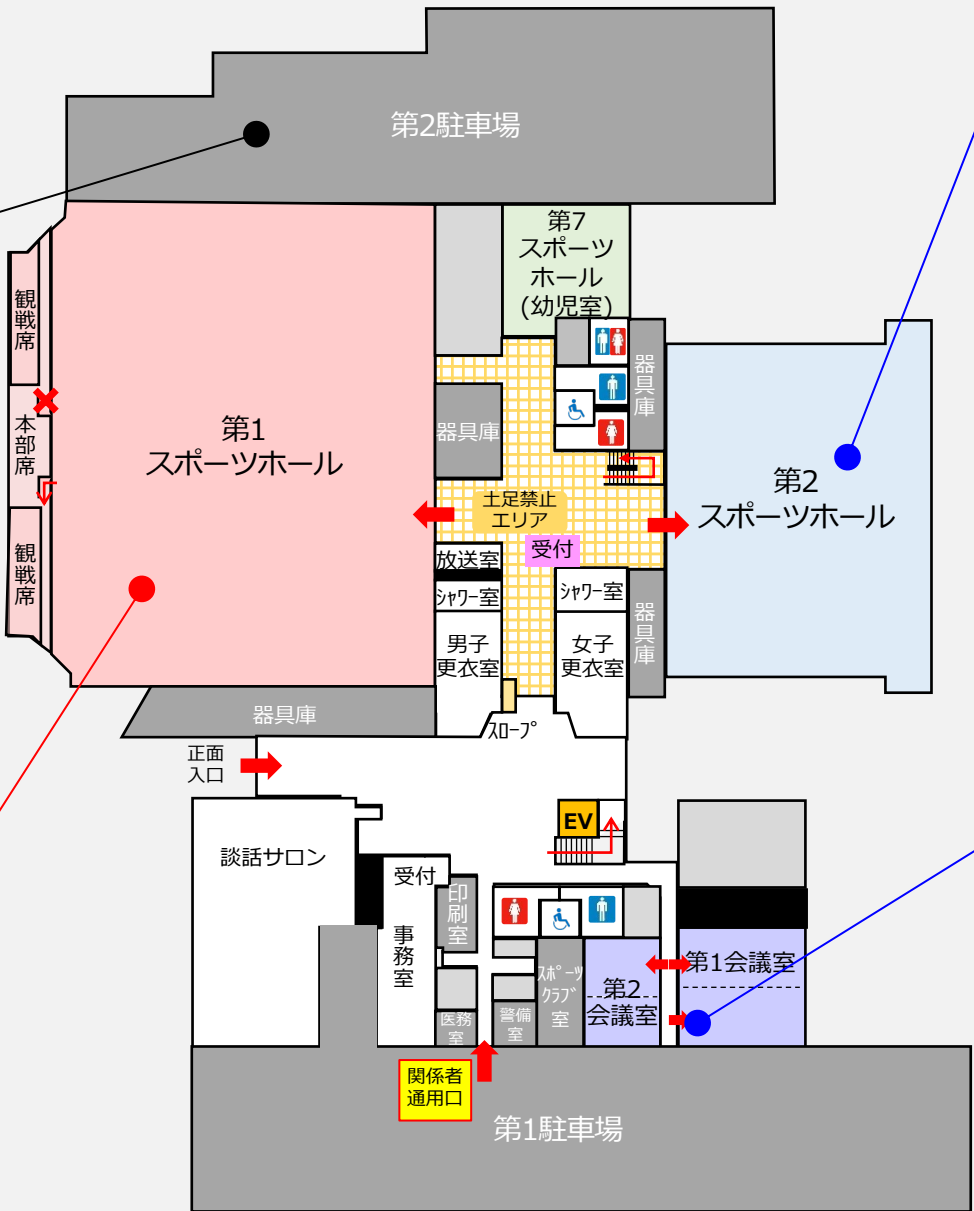 第2駐車場
第7
スポーツ
ホール
(幼児室)
観戦席
本部席
観戦席
第1
スポーツホール
器具庫
器具庫
第2
スポーツホール
土足禁止
エリア
受付
放送室
シャワー室
シャワー室
男子
更衣室
女子
更衣室
器具庫
器具庫
スロープ
正面
入口
EV
談話サロン
受付
印刷室
事務室
医務室
警備室
スポーツ
クラブ
室
第2
会議室
第1会議室
関係者
通用口
第1駐車場